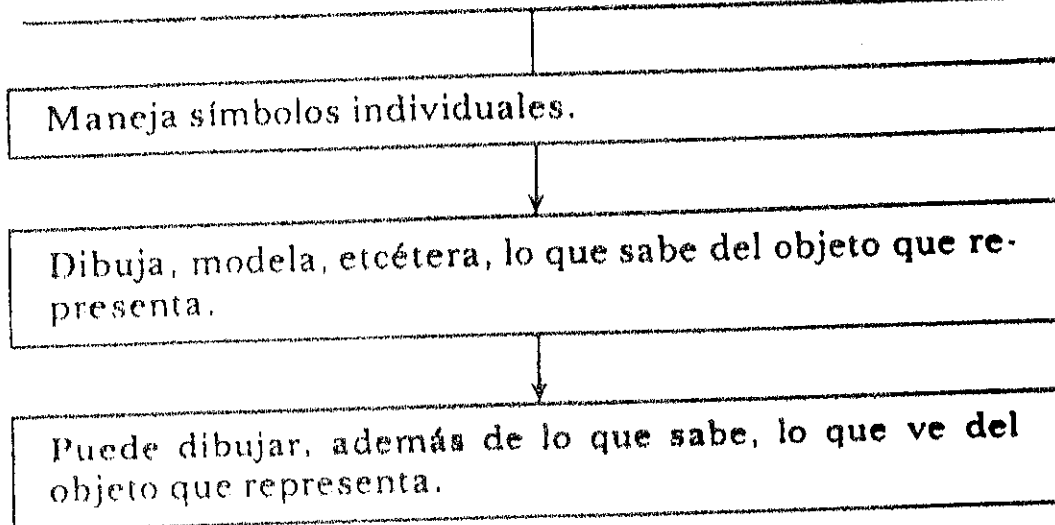 Maneja símbolos individuales.
Dibuja, modela, etcétera, lo que sabe del objeto que re-
presenta.
Puede dibujar, además de lo que sabe, lo que ve del
objeto que representa.